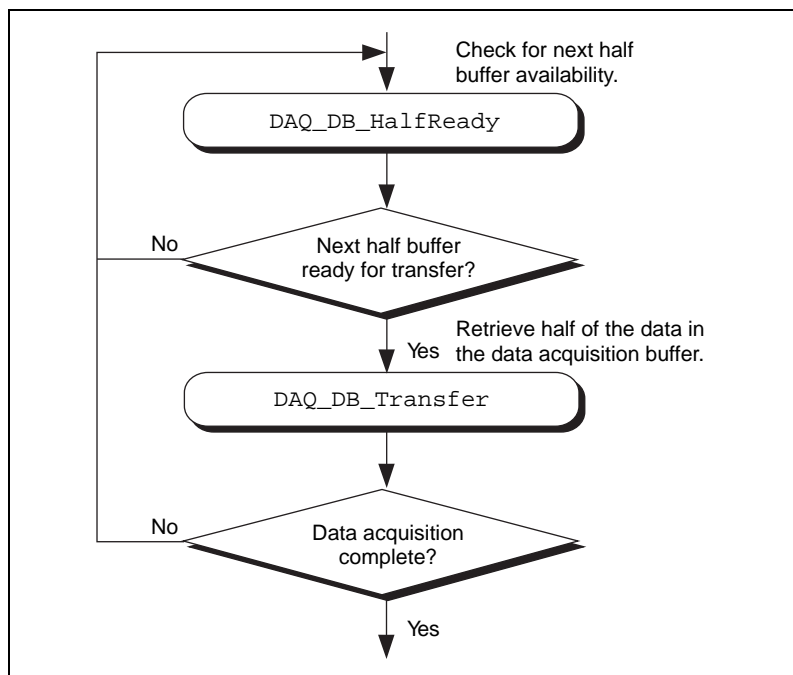 Check for next half
buffer availability.
DAQ_DB_HalfReady
No
Next half buffer
ready for transfer?
Yes
Retrieve half of the data in
the data acquisition buffer.
DAQ_DB_Transfer
No
Data acquisition
complete?
Yes